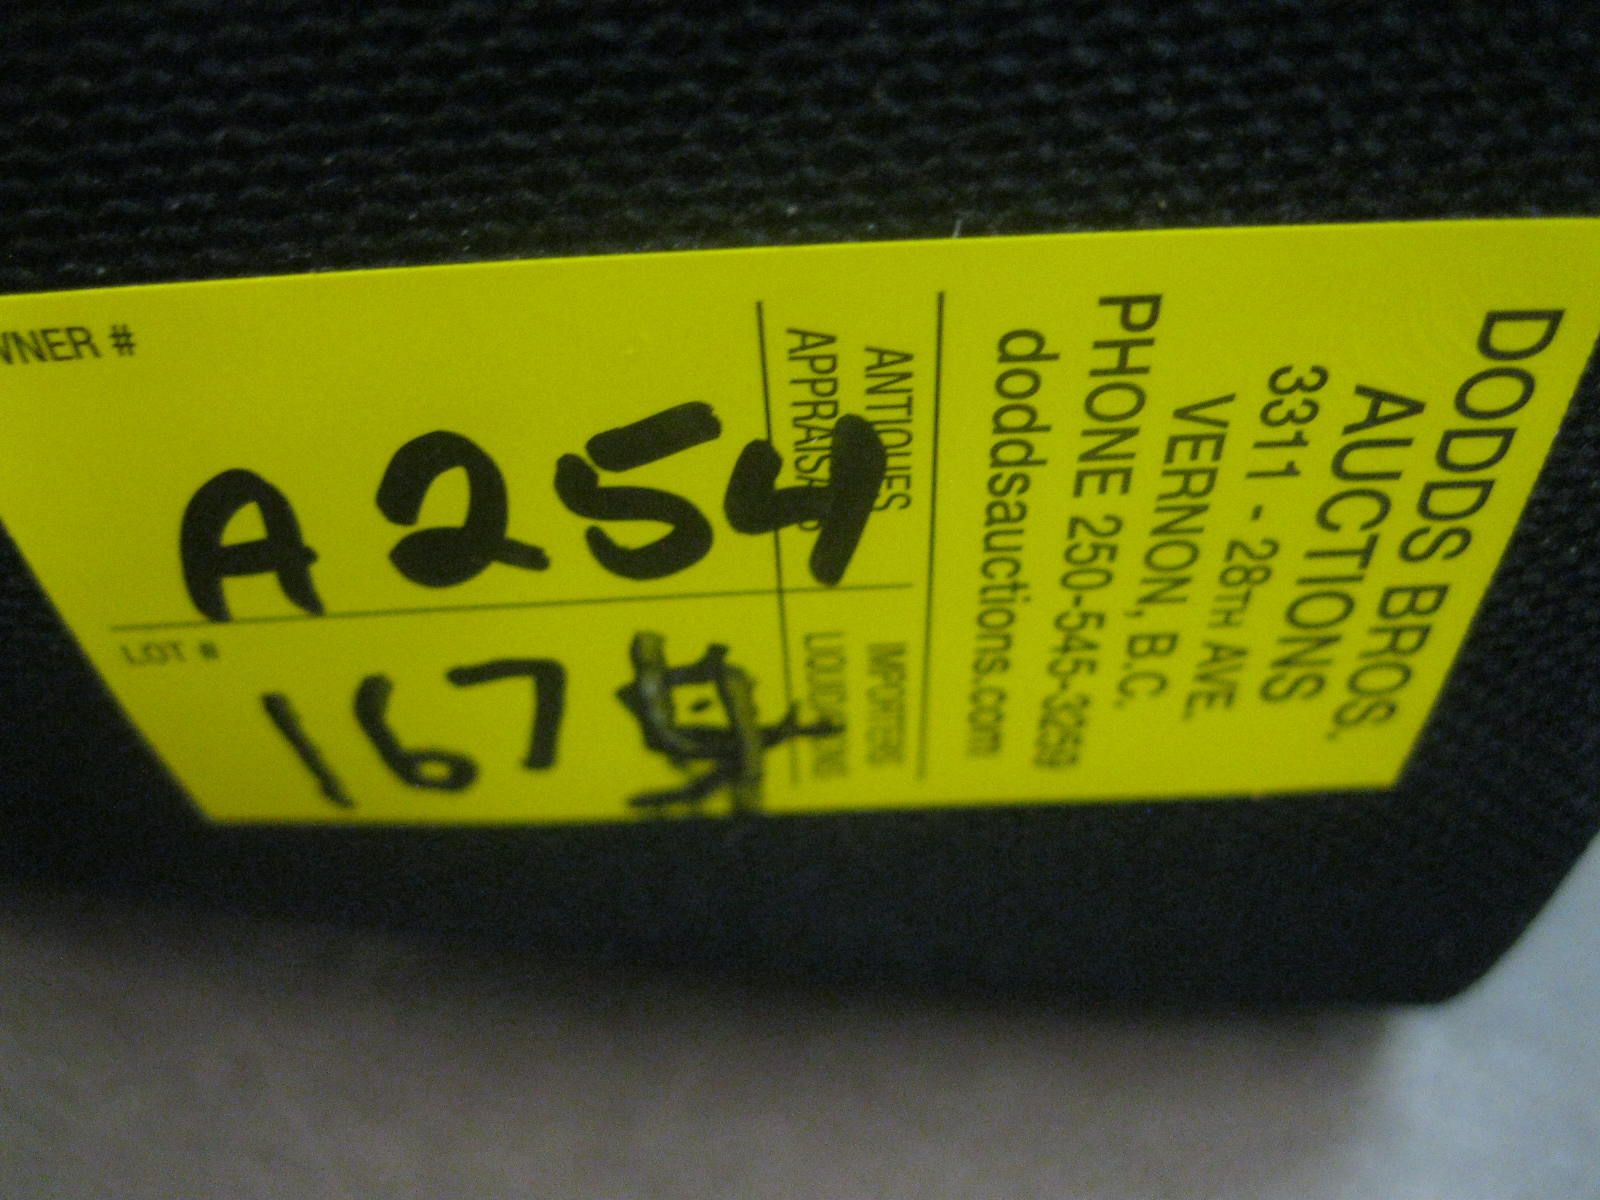 DODDS BROS.
AUCTIONS
3311 - 28TH AVE.
VERNON, B.C.
PHONE 250-545-3259
doddsauctions.com
ANTIQUES
IMPORTERS
APPRAISALS
LIQUIDATIONS
WNER #
A254
LOT #
167